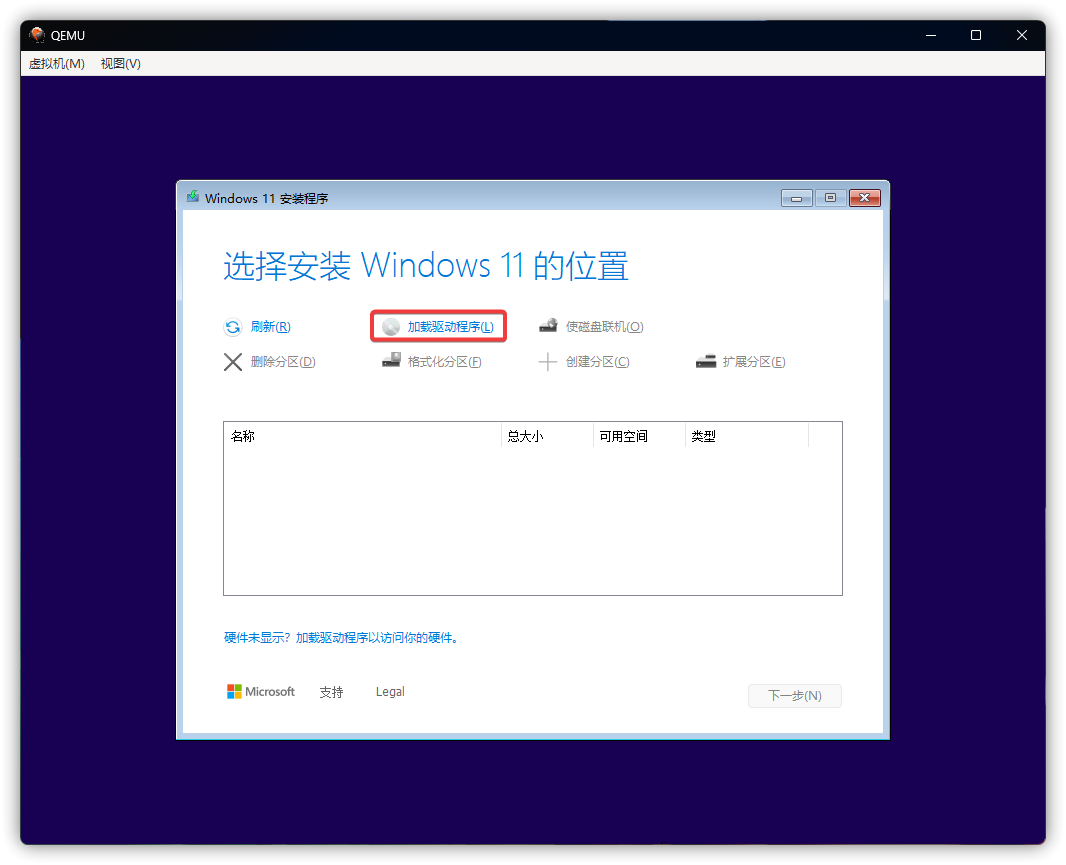 QEMU
虚拟机(M) 视图(V)
Windows 11 安装程序
选择安装 Windows 11 的位置
刷新(R) 加载驱动程序(L) 使磁盘联机(O)
删除分区(D) 格式化分区(F) 创建分区(C) 扩展分区(E)
名称 总大小 可用空间 类型
硬件未显示？加载驱动程序以访问你的硬件。
Microsoft 支持 Legal
下一步(N)